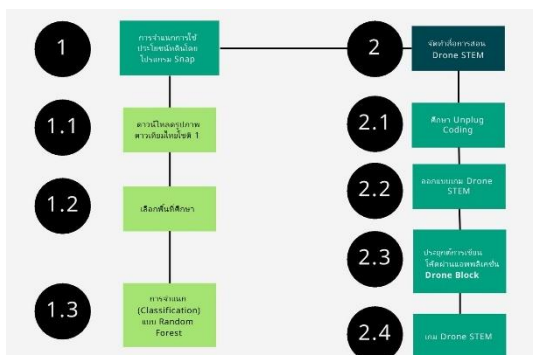 1
การจำแนกการใช้
ประโยชน์ที่ดินโดย
โปรแกรม Snap
1.1
ดาวน์โหลดรูปภาพ
ดาวเทียมไทยโชติ 1
1.2
เลือกพื้นที่ศึกษา
1.3
การจำแนก
(Classification)
แบบ Random
Forest
2
จัดทำสื่อการสอน
Drone STEM
2.1
ศึกษา Unplug
Coding
2.2
ออกแบบเกม Drone
STEM
2.3
ประยุกต์การเขียน
โค้ดผ่านแอพพลิเคชัน
Drone Block
2.4
เกม Drone STEM